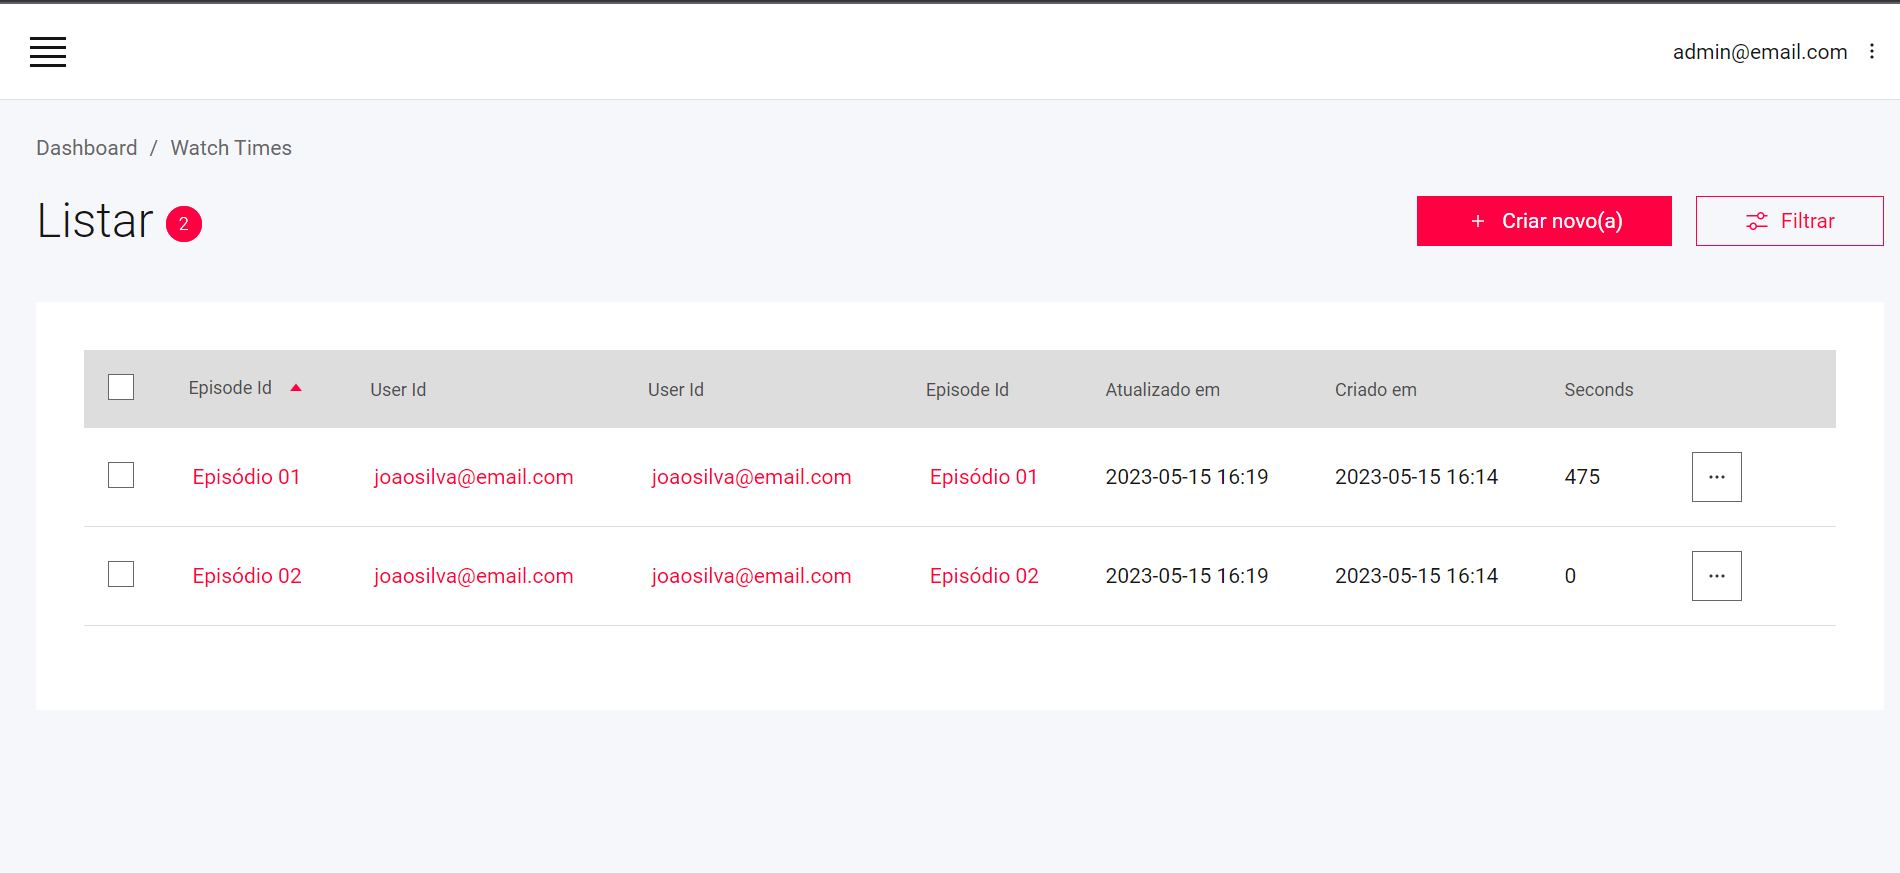 admin@email.com
Dashboard / Watch Times
Listar 2
+ Criar novo(a) Filtrar
Episode Id User Id User Id Episode Id Atualizado em Criado em Seconds
Episódio 01 joaosilva@email.com joaosilva@email.com Episódio 01 2023-05-15 16:19 2023-05-15 16:14 475
Episódio 02 joaosilva@email.com joaosilva@email.com Episódio 02 2023-05-15 16:19 2023-05-15 16:14 0